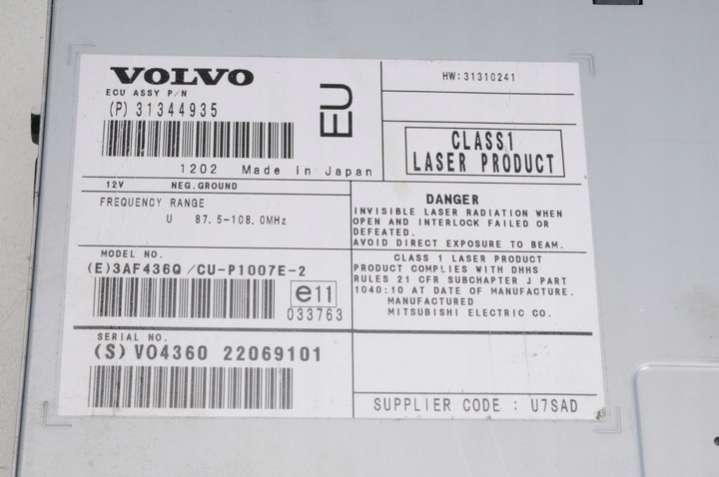 VOLVO
ECU ASSY P/N
(P) 31344935
EU
1202 Made in Japan
HW:31310241
CLASS1
LASER PRODUCT
12V NEG.GROUND
FREQUENCY RANGE
U 87.5-108.0MHz
DANGER
INVISIBLE LASER RADIATION WHEN
OPEN AND INTERLOCK FAILED OR
DEFEATED.
AVOID DIRECT EXPOSURE TO BEAM.
CLASS 1 LASER PRODUCT
PRODUCT COMPLIES WITH DHHS
RULES 21 CFR SUBCHAPTER J PART
1040:10 AT DATE OF MANUFACTURE.
MANUFACTURED
MITSUBISHI ELECTRIC CO.
MODEL NO.
(E)3AF436Q/CU-P1007E-2
e11
033763
SERIAL NO.
(S) VO4360 22069101
SUPPLIER CODE : U7SAD